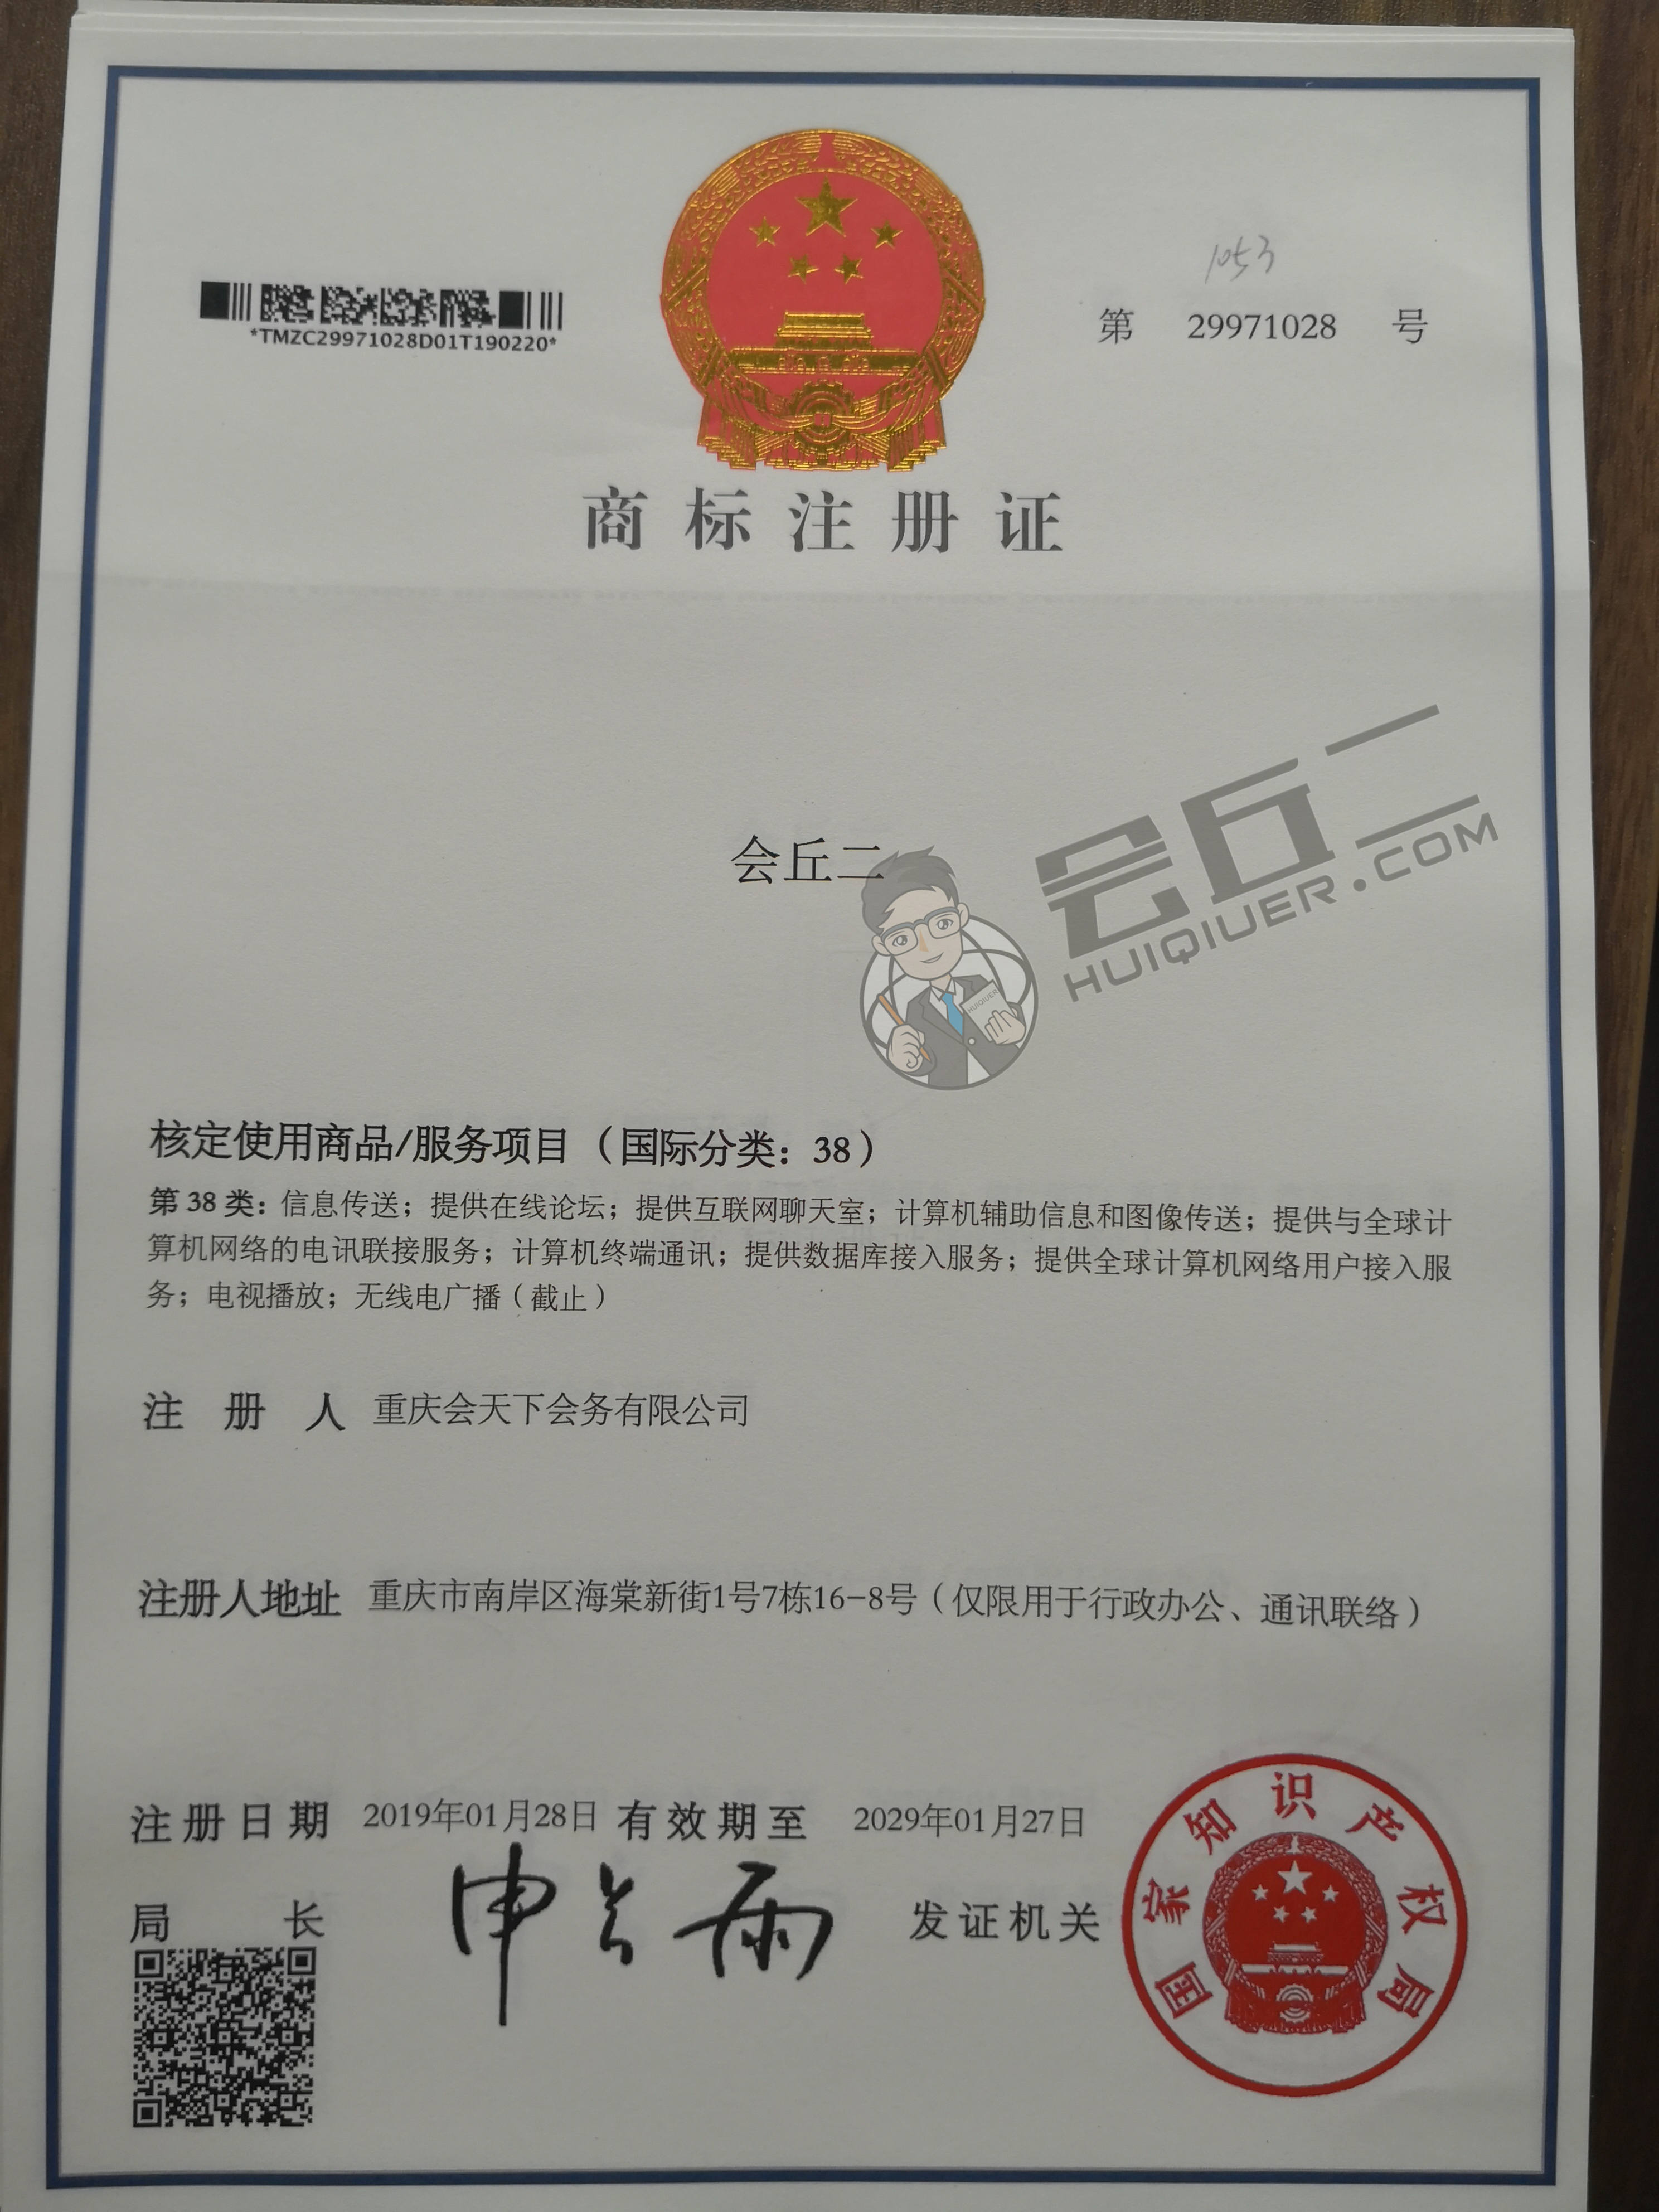 1053
第 29971028 号
*TMZC29971028D01T190220*
商标注册证
会丘二
会丘二
HUIQIUER.COM
HUIQIUER
核定使用商品/服务项目（国际分类：38）
第 38 类：信息传送；提供在线论坛；提供互联网聊天室；计算机辅助信息和图像传送；提供与全球计
算机网络的电讯联接服务；计算机终端通讯；提供数据库接入服务；提供全球计算机网络用户接入服
务；电视播放；无线电广播（截止）
注册人 重庆会天下会务有限公司
注册人地址 重庆市南岸区海棠新街1号7栋16-8号（仅限用于行政办公、通讯联络）
注册日期 2019年01月28日 有效期至 2029年01月27日
局长 申长雨 发证机关
国家知识产权局